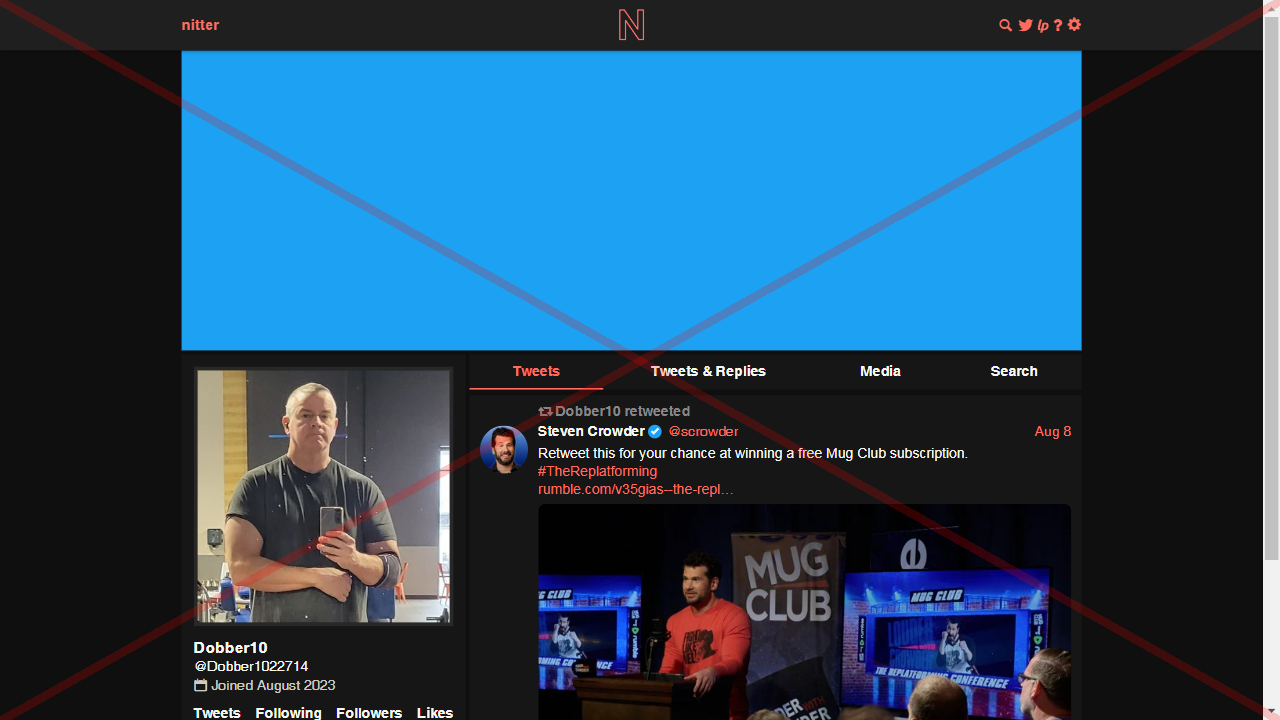 nitter
N
lp ?
Tweets
Tweets & Replies
Media
Search
Dobber10 retweeted
Steven Crowder @scrowder Aug 8
Retweet this for your chance at winning a free Mug Club subscription.
#TheReplatforming
rumble.com/v35gias--the-repl…
MUG CLUB
MUG
CLUB
THE REPLATFORMING CONFERENCE
Dobber10
@Dobber1022714
Joined August 2023
Tweets Following Followers Likes